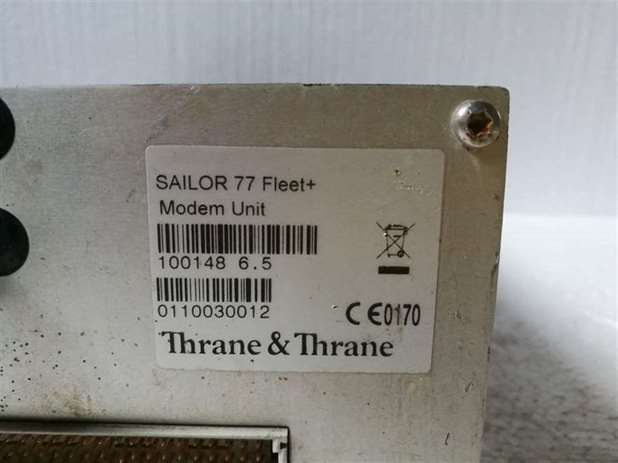 SAILOR 77 Fleet+
Modem Unit
100148 6.5
0110030012
CE0170
Thrane & Thrane